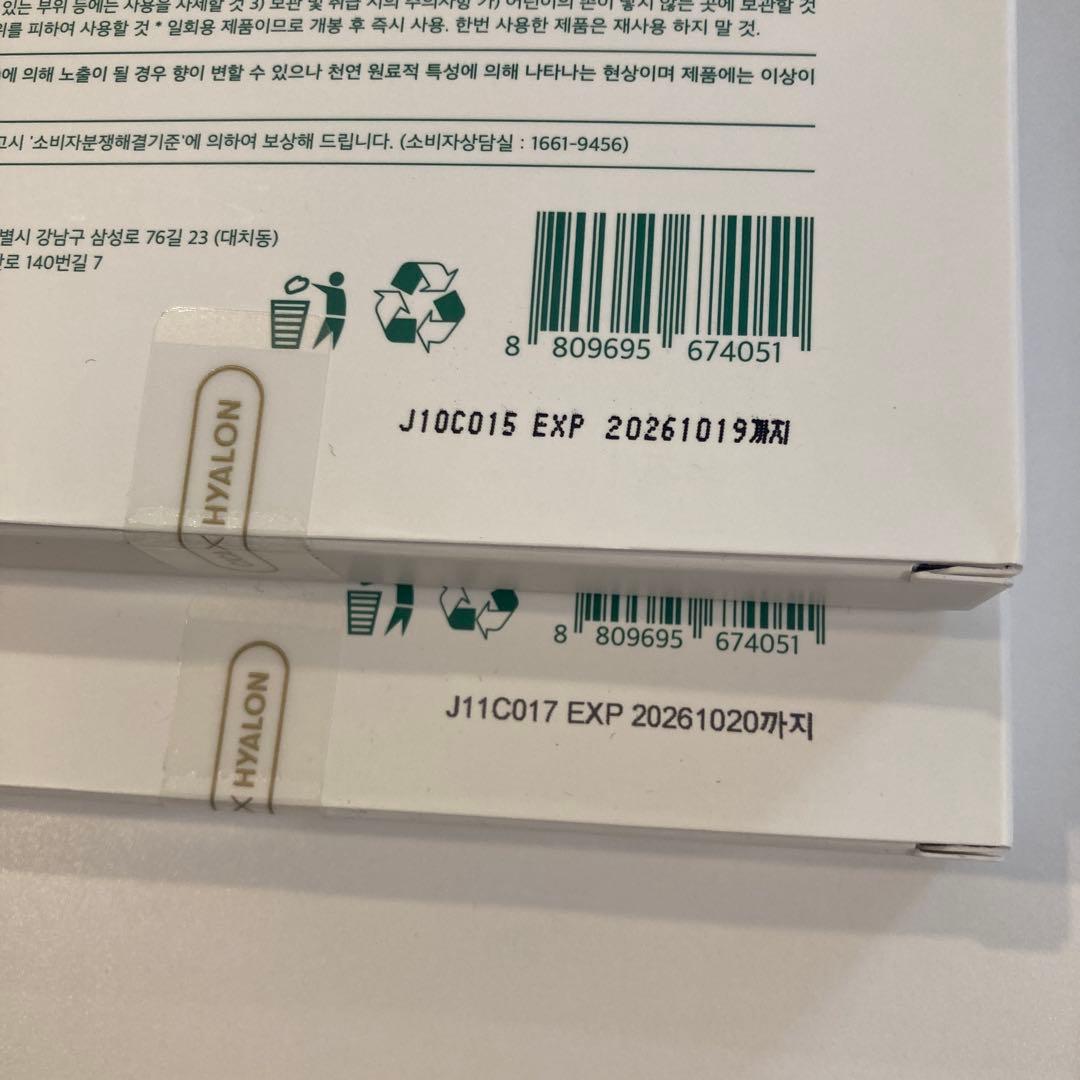 있는 부위 등에는 사용을 자제할 것 3) 보관 및 취급 시의 주의사항 가) 어린이의 손이 닿지 않는 곳에 보관할 것
위를 피하여 사용할 것 * 일회용 제품이므로 개봉 후 즉시 사용. 한번 사용한 제품은 재사용 하지 말 것.
에 의해 노출이 될 경우 향이 변할 수 있으나 천연 원료적 특성에 의해 나타나는 현상이며 제품에는 이상이
고시 '소비자분쟁해결기준'에 의하여 보상해 드립니다. (소비자상담실 : 1661-9456)
별시 강남구 삼성로 76길 23 (대치동)
로 140번길 7
8 809695 674051
J10C015 EXP 20261019까지
X HYALON
8 809695 674051
J11C017 EXP 20261020까지
X HYALON